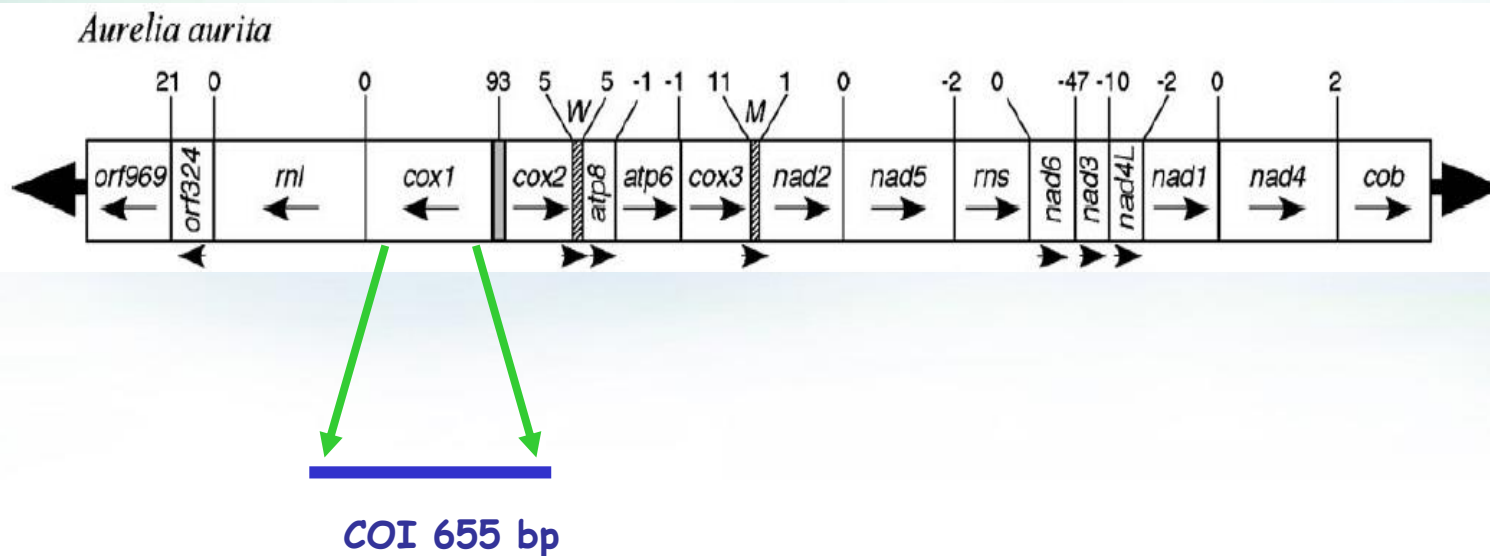 Aurelia aurita
21 0 0 93 5 W 5 -1 -1 11 M 1 0 -2 0 -47 -10 -2 0 2
orf969 orf324 rnl cox1 cox2 atp8 atp6 cox3 nad2 nad5 rns nad6 nad3 nad4L nad1 nad4 cob
COI 655 bp